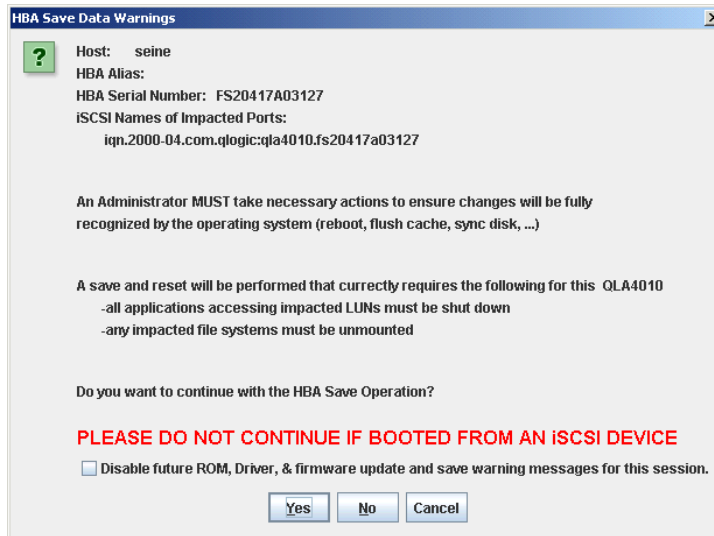 HBA Save Data Warnings
Host: seine
HBA Alias:
HBA Serial Number: FS20417A03127
iSCSI Names of Impacted Ports:
iqn.2000-04.com.qlogic:qla4010.fs20417a03127
An Administrator MUST take necessary actions to ensure changes will be fully
recognized by the operating system (reboot, flush cache, sync disk, ...)
A save and reset will be performed that currectly requires the following for this QLA4010
-all applications accessing impacted LUNs must be shut down
-any impacted file systems must be unmounted
Do you want to continue with the HBA Save Operation?
PLEASE DO NOT CONTINUE IF BOOTED FROM AN iSCSI DEVICE
Disable future ROM, Driver, & firmware update and save warning messages for this session.
Yes No Cancel